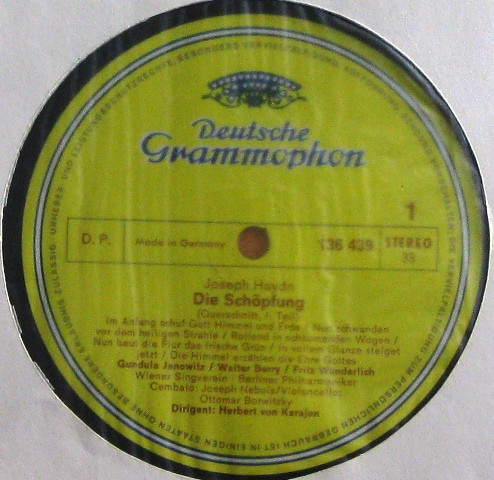 Deutsche
Grammophon
1
D. P.
Made in Germany
136 439
STEREO
33
Joseph Haydn
Die Schöpfung
(Querschnitt, 1. Teil)
Im Anfang schuf Gott Himmel und Erde / Nun schwanden
vor dem heiligen Strahle / Rollend in schäumenden Wogen /
Nun beut die Flur das frische Grün / In vollem Glanze steiget
jetzt / Die Himmel erzählen die Ehre Gottes
Gundula Janowitz / Walter Berry / Fritz Wunderlich
Wiener Singverein · Berliner Philharmoniker
Cembalo: Joseph Nebois/Violoncello:
Ottomar Borwitzky
Dirigent: Herbert von Karajan